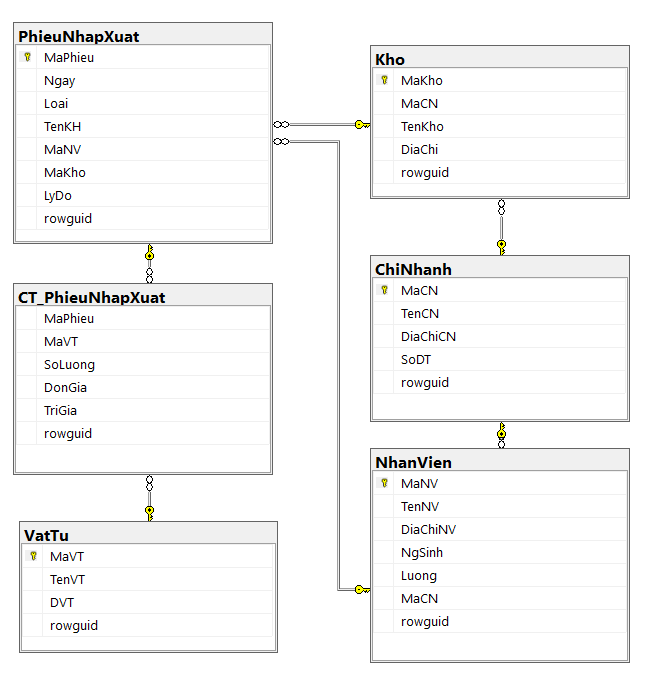 PhieuNhapXuat
MaPhieu
Ngay
Loai
TenKH
MaNV
MaKho
LyDo
rowguid
Kho
MaKho
MaCN
TenKho
DiaChi
rowguid
CT_PhieuNhapXuat
MaPhieu
MaVT
SoLuong
DonGia
TriGia
rowguid
ChiNhanh
MaCN
TenCN
DiaChiCN
SoDT
rowguid
VatTu
MaVT
TenVT
DVT
rowguid
NhanVien
MaNV
TenNV
DiaChiNV
NgSinh
Luong
MaCN
rowguid